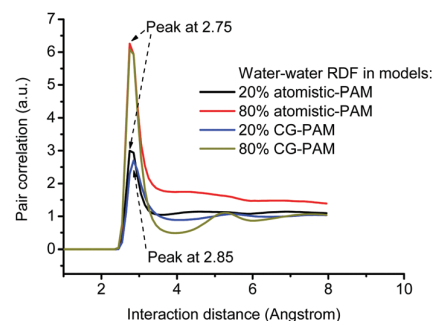 Peak at 2.75
Water-water RDF in models:
20% atomistic-PAM
80% atomistic-PAM
20% CG-PAM
80% CG-PAM
Peak at 2.85
Pair correlation (a.u.)
7
6
5
4
3
2
1
0
2 4 6 8 10
Interaction distance (Angstrom)